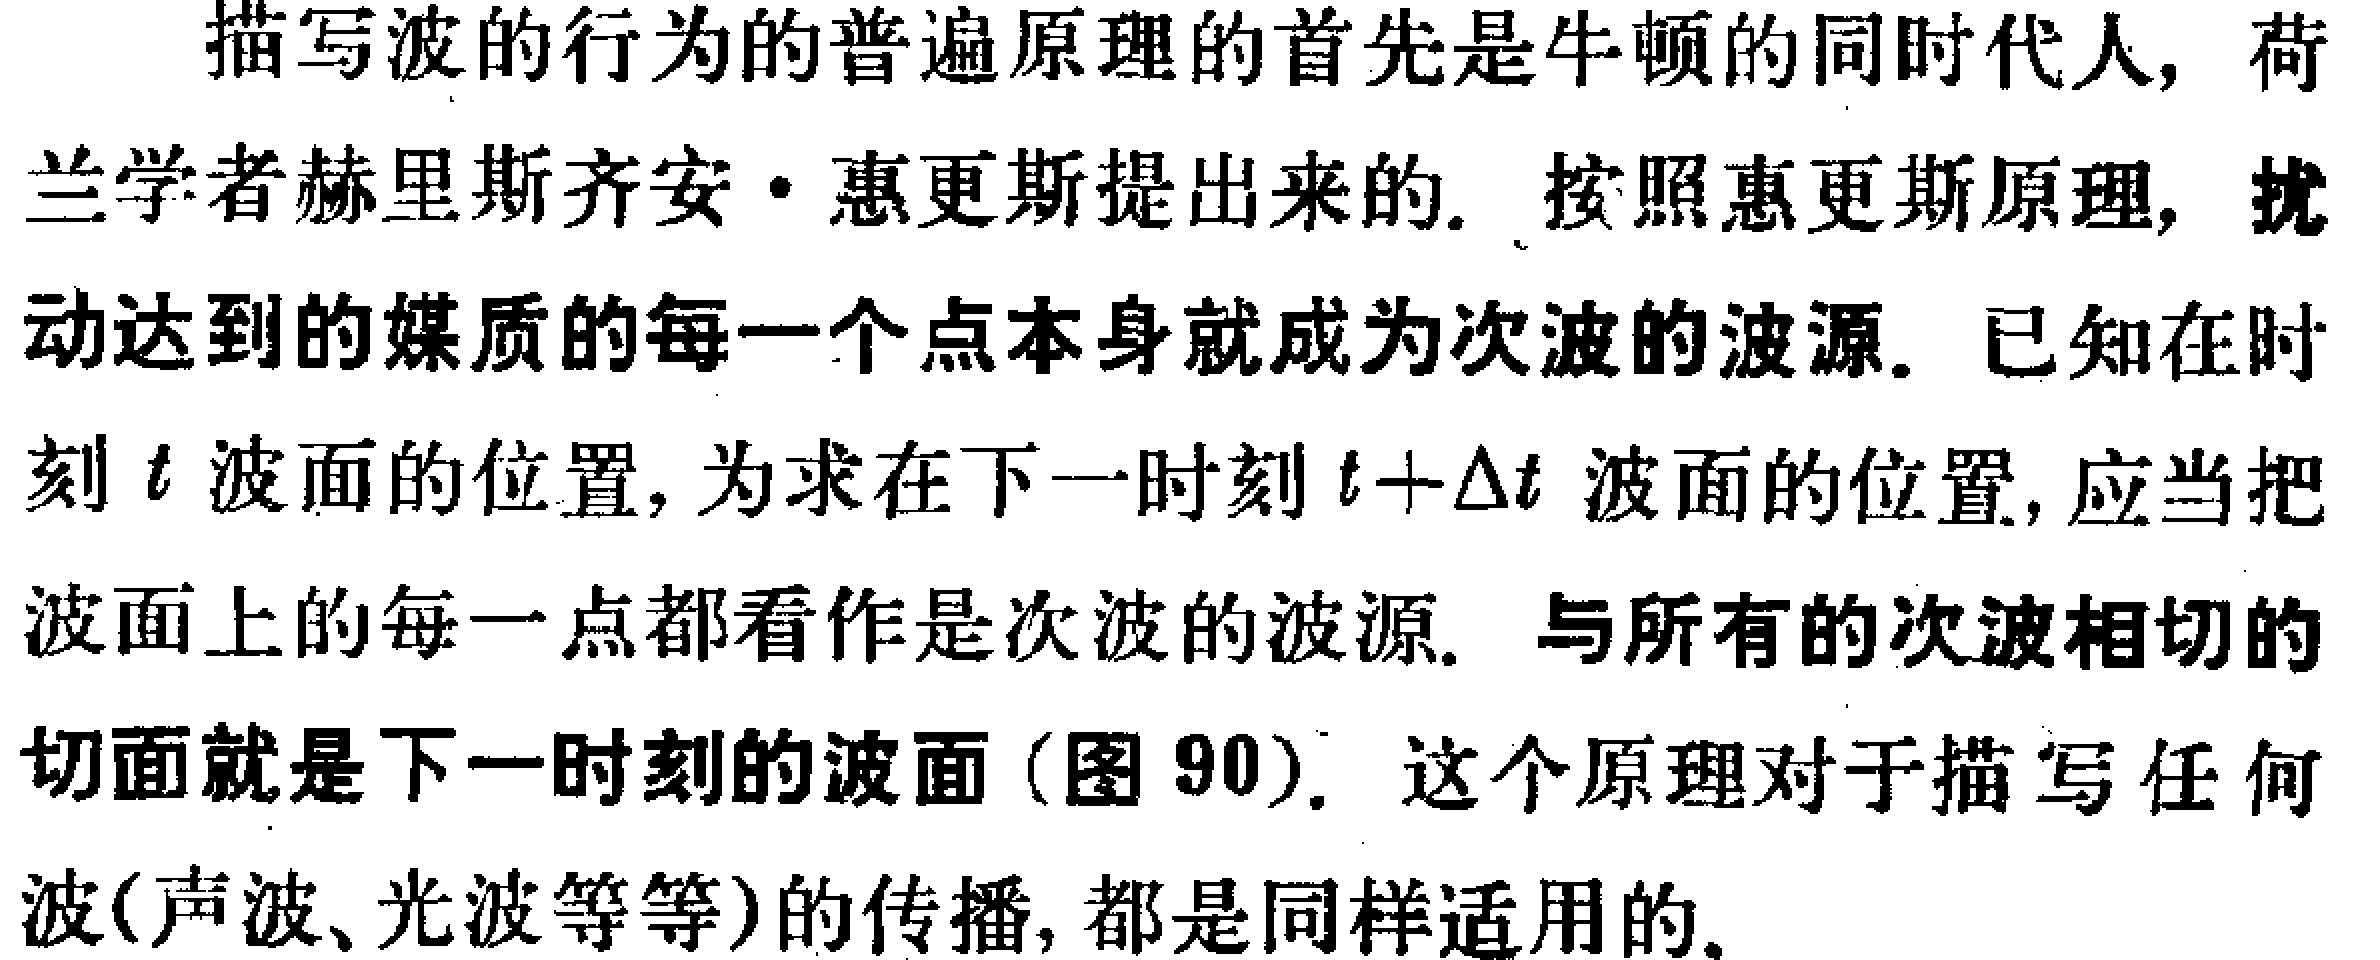 描写波的行为的普遍原理的首先是牛顿的同时代人，荷
兰学者赫里斯齐安·惠更斯提出来的．按照惠更斯原理，扰
动达到的媒质的每一个点本身就成为次波的波源．已知在时
刻 t 波面的位置，为求在下一时刻 t+Δt 波面的位置，应当把
波面上的每一点都看作是次波的波源．与所有的次波相切的
切面就是下一时刻的波面（图 90）．这个原理对于描写任何
波（声波、光波等等）的传播，都是同样适用的．